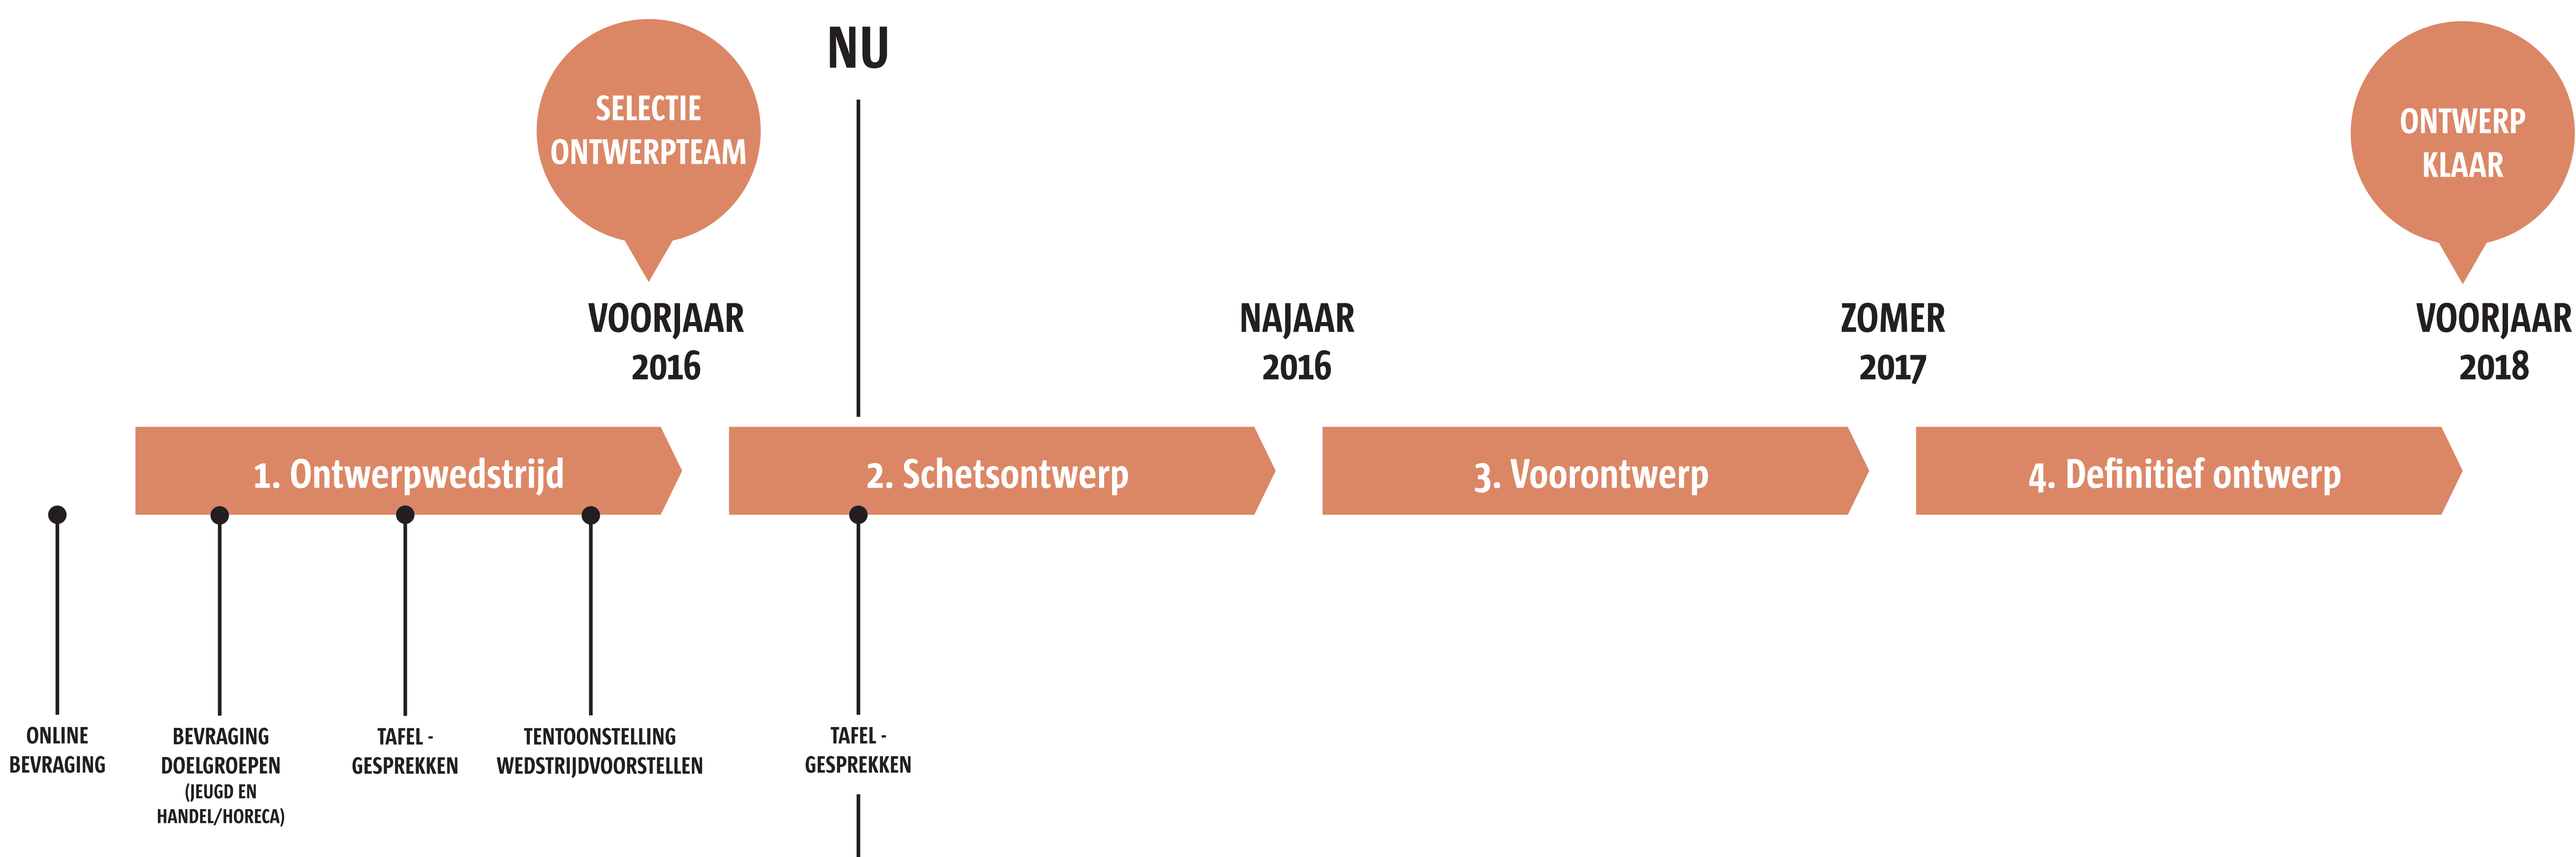 NU
SELECTIE
ONTWERPTEAM
ONTWERP
KLAAR
VOORJAAR
2016
NAJAAR
2016
ZOMER
2017
VOORJAAR
2018
1. Ontwerpwedstrijd
2. Schetsontwerp
3. Voorontwerp
4. Definitief ontwerp
ONLINE
BEVRAGING
BEVRAGING
DOELGROEPEN
(JEUGD EN
HANDEL/HORECA)
TAFEL -
GESPREKKEN
TENTOONSTELLING
WEDSTRIJDVOORSTELLEN
TAFEL -
GESPREKKEN